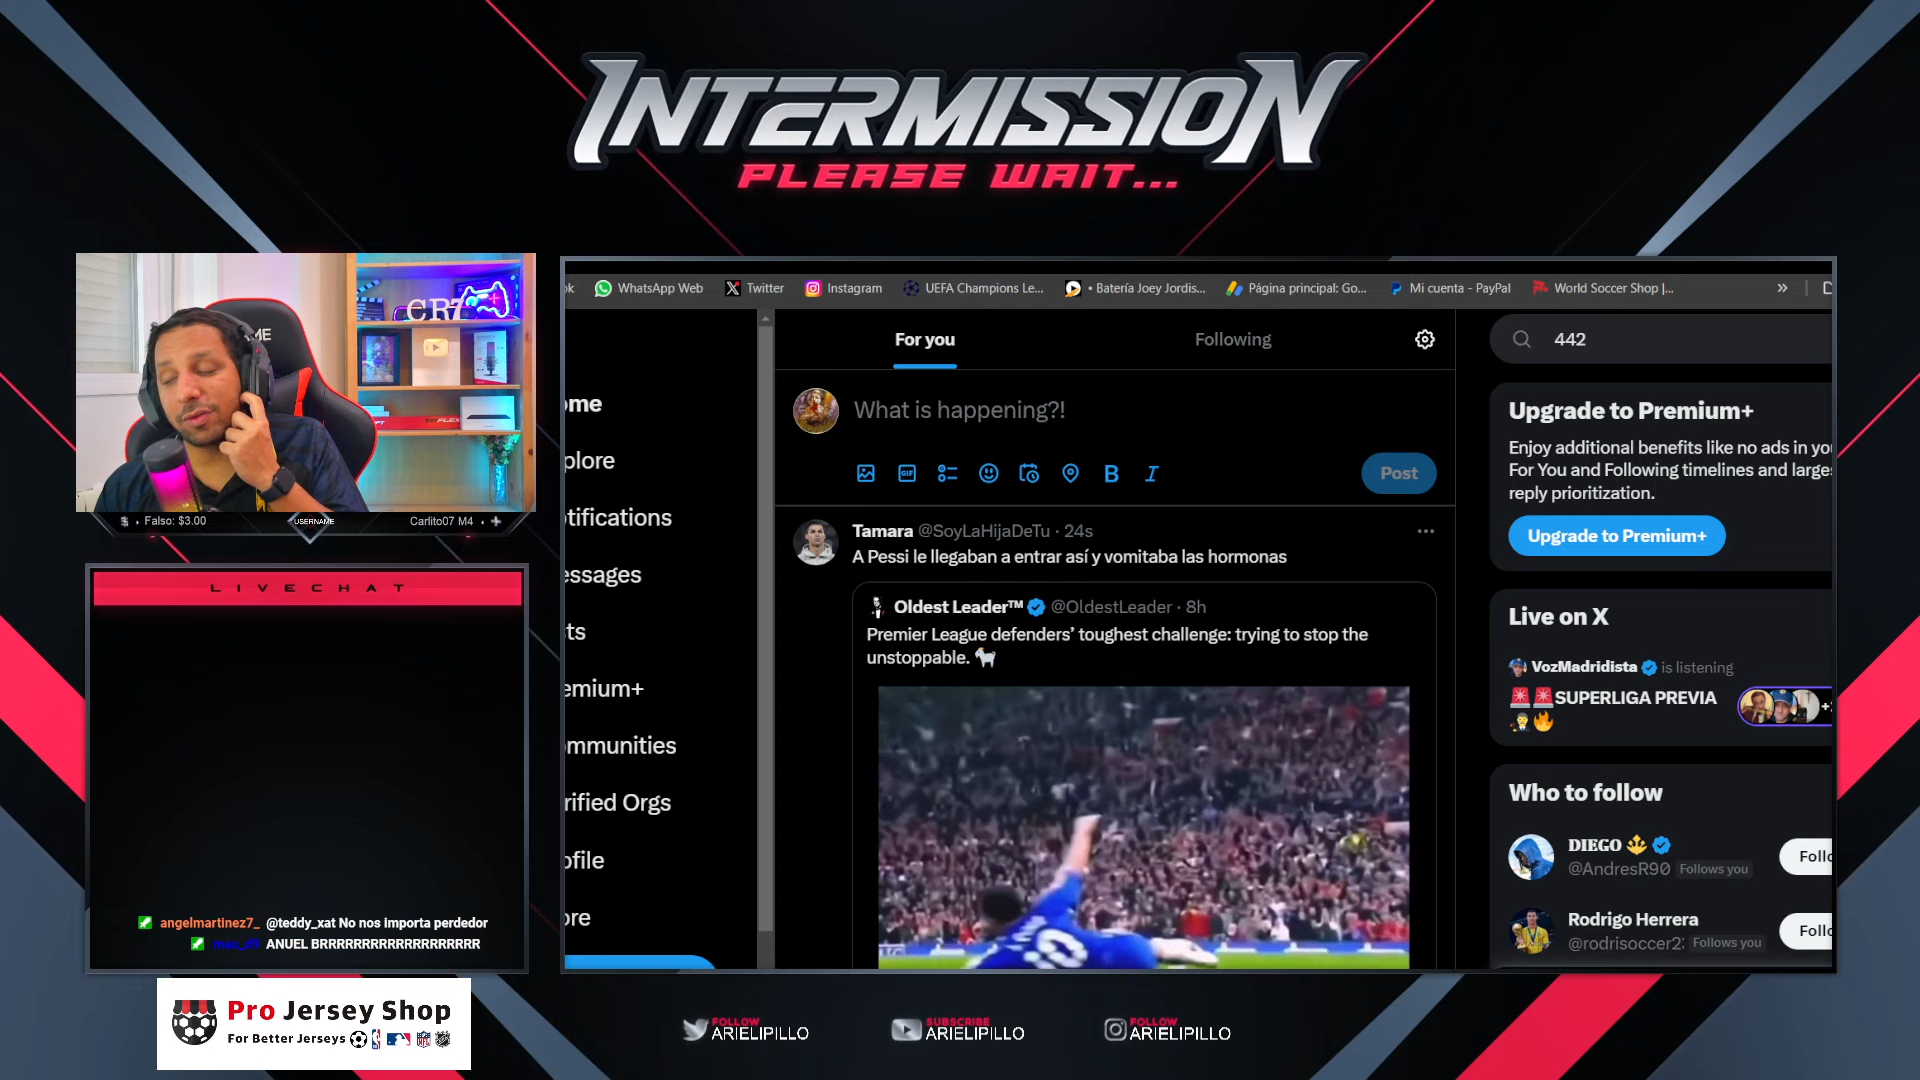 INTERMISSION
PLEASE WAIT...
CR7
Falso: $3.00
USERNAME
Carlito07 M4
LIVECHAT
angelmartinez7_ @teddy_xat No nos importa perdedor
ANUEL BRRRRRRRRRRRRRRRRRRR
Pro Jersey Shop
For Better Jerseys
ok
WhatsApp Web
Twitter
Instagram
UEFA Champions Le...
• Batería Joey Jordis...
Página principal: Go...
Mi cuenta - PayPal
World Soccer Shop |...
ome
plore
tifications
essages
ts
emium+
mmunities
rified Orgs
ofile
ore
For you
Following
What is happening?!
GIF
B I
Post
Tamara @SoyLaHijaDeTu · 24s
A Pessi le llegaban a entrar así y vomitaba las hormonas
Oldest Leader™ @OldestLeader · 8h
Premier League defenders’ toughest challenge: trying to stop the
unstoppable. 🐐
10
442
Upgrade to Premium+
Enjoy additional benefits like no ads in you
For You and Following timelines and large
reply prioritization.
Upgrade to Premium+
Live on X
VozMadridista is listening
🚨🚨SUPERLIGA PREVIA
Who to follow
DIEGO
@AndresR90 Follows you
Follo
Rodrigo Herrera
@rodrisoccer2: Follows you
Follo
FOLLOW
ARIELIPILLO
SUBSCRIBE
ARIELIPILLO
FOLLOW
ARIELIPILLO